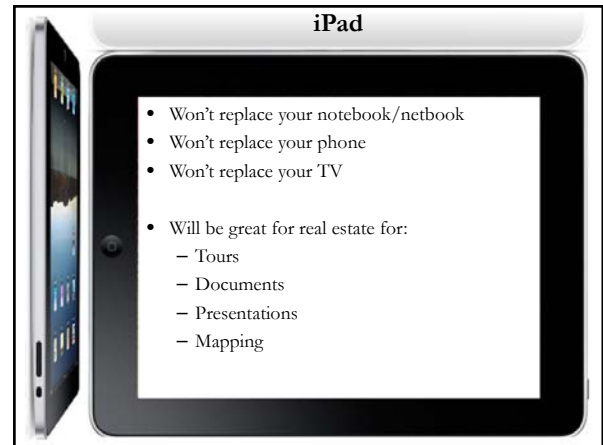 iPad
• Won’t replace your notebook/netbook
• Won’t replace your phone
• Won’t replace your TV
• Will be great for real estate for:
– Tours
– Documents
– Presentations
– Mapping